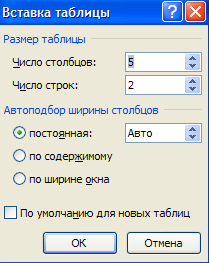 Вставка таблицы
Размер таблицы
Число столбцов: 5
Число строк: 2
Автоподбор ширины столбцов
постоянная: Авто
по содержимому
по ширине окна
По умолчанию для новых таблиц
ОК Отмена